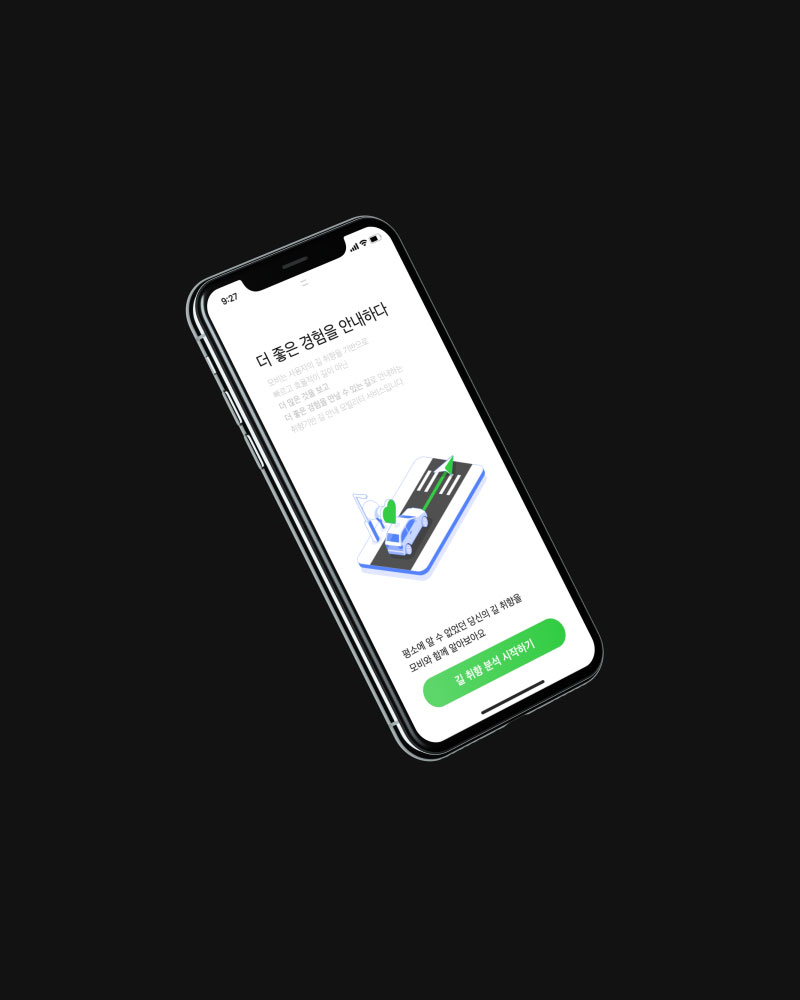 9:27
더 좋은 경험을 안내하다
모비는 사용자의 길 취향을 기반으로
빠르고 효율적인 길이 아닌
더 많은 것을 보고
더 좋은 경험을 만날 수 있는 길로 안내하는
취향기반 길 안내 모빌리티 서비스입니다
평소에 알 수 없었던 당신의 길 취향을
모비와 함께 알아보아요
길 취향 분석 시작하기